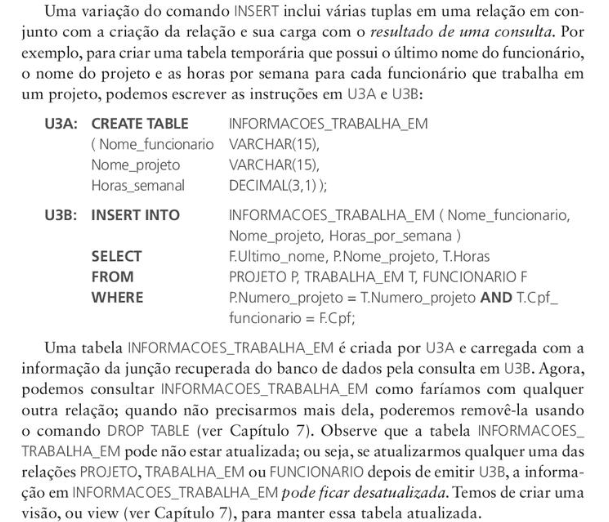 Uma variação do comando INSERT inclui várias tuplas em uma relação em con-
junto com a criação da relação e sua carga com o resultado de uma consulta. Por
exemplo, para criar uma tabela temporária que possui o último nome do funcionário,
o nome do projeto e as horas por semana para cada funcionário que trabalha em
um projeto, podemos escrever as instruções em U3A e U3B:
U3A: CREATE TABLE INFORMACOES_TRABALHA_EM
( Nome_funcionario VARCHAR(15),
Nome_projeto VARCHAR(15),
Horas_semanal DECIMAL(3,1) );
U3B: INSERT INTO INFORMACOES_TRABALHA_EM ( Nome_funcionario,
Nome_projeto, Horas_por_semana )
SELECT F.Ultimo_nome, P.Nome_projeto, T.Horas
FROM PROJETO P, TRABALHA_EM T, FUNCIONARIO F
WHERE P.Numero_projeto = T.Numero_projeto AND T.Cpf_
funcionario = F.Cpf;
Uma tabela INFORMACOES_TRABALHA_EM é criada por U3A e carregada com a
informação da junção recuperada do banco de dados pela consulta em U3B. Agora,
podemos consultar INFORMACOES_TRABALHA_EM como faríamos com qualquer
outra relação; quando não precisarmos mais dela, poderemos removê-la usando
o comando DROP TABLE (ver Capítulo 7). Observe que a tabela INFORMACOES_
TRABALHA_EM pode não estar atualizada; ou seja, se atualizarmos qualquer uma das
relações PROJETO, TRABALHA_EM ou FUNCIONARIO depois de emitir U3B, a informa-
ção em INFORMACOES_TRABALHA_EM pode ficar desatualizada. Temos de criar uma
visão, ou view (ver Capítulo 7), para manter essa tabela atualizada.